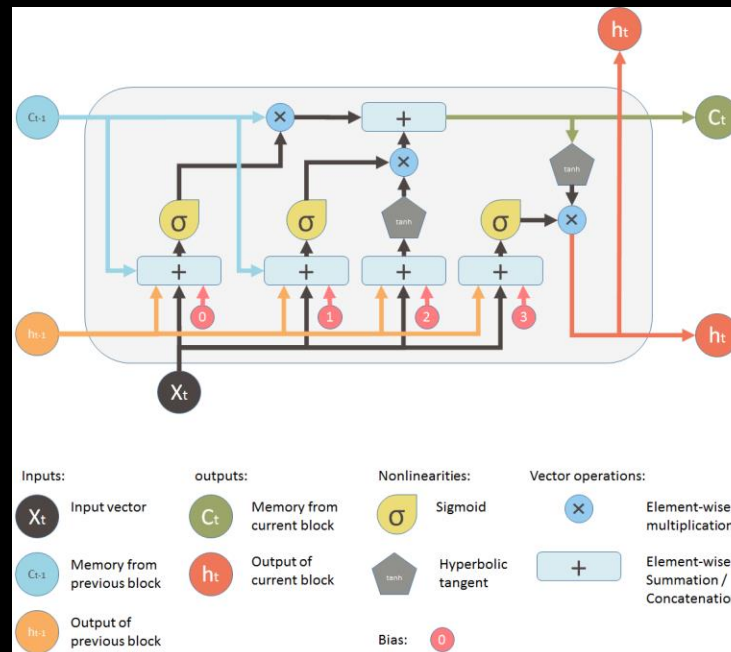 ht
Ct-1
×
+
Ct
×
tanh
σ
σ
tanh
σ
×
+
+
+
+
0
1
2
3
ht-1
ht
Xt
Inputs:
outputs:
Nonlinearities:
Vector operations:
Xt
Input vector
Ct
Memory from
current block
σ
Sigmoid
×
Element-wise
multiplication
Ct-1
Memory from
previous block
ht
Output of
current block
tanh
Hyperbolic
tangent
+
Element-wise
Summation /
Concatenatio
ht-1
Output of
previous block
Bias:
0